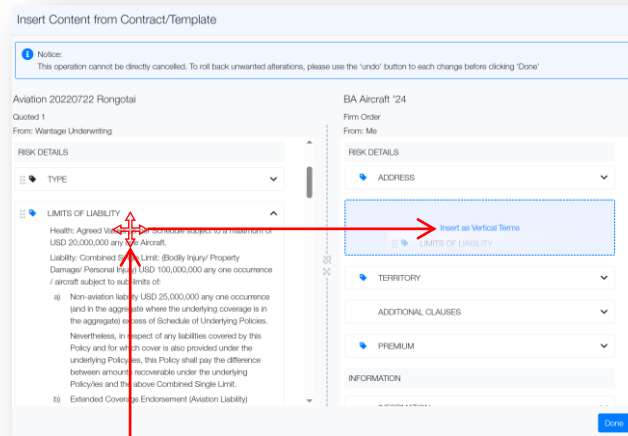 Insert Content from Contract/Template
Notice:
This operation cannot be directly cancelled. To roll back unwanted alterations, please use the 'undo' button to each change before clicking 'Done'
Aviation 20220722 Rongotai
Quoted 1
From: Wantage Underwriting
RISK DETAILS
TYPE
LIMITS OF LIABILITY
Health: Agreed Schedule subject to a maximum of
USD 20,000,000 any one Aircraft.
Liability: Combined Single Limit: (Bodily Injury/ Property
Damage/ Personal Injury) USD 100,000,000 any one occurrence
/ aircraft subject to sub-limits of:
a) Non-aviation liability USD 25,000,000 any one occurrence
(and in the aggregate where the underlying coverage is in
the aggregate) excess of Schedule of Underlying Policies.
Nevertheless, in respect of any liabilities covered by this
Policy and for which cover is also provided under the
underlying Policy/ies, this Policy shall pay the difference
between amounts recoverable under the underlying
Policy/ies and the above Combined Single Limit.
b) Extended Coverage Endorsement (Aviation Liability)
BA Aircraft '24
Firm Order
From: Me
RISK DETAILS
ADDRESS
Insert as Vertical Terms
LIMITS OF LIABILITY
TERRITORY
ADDITIONAL CLAUSES
PREMIUM
INFORMATION
Done